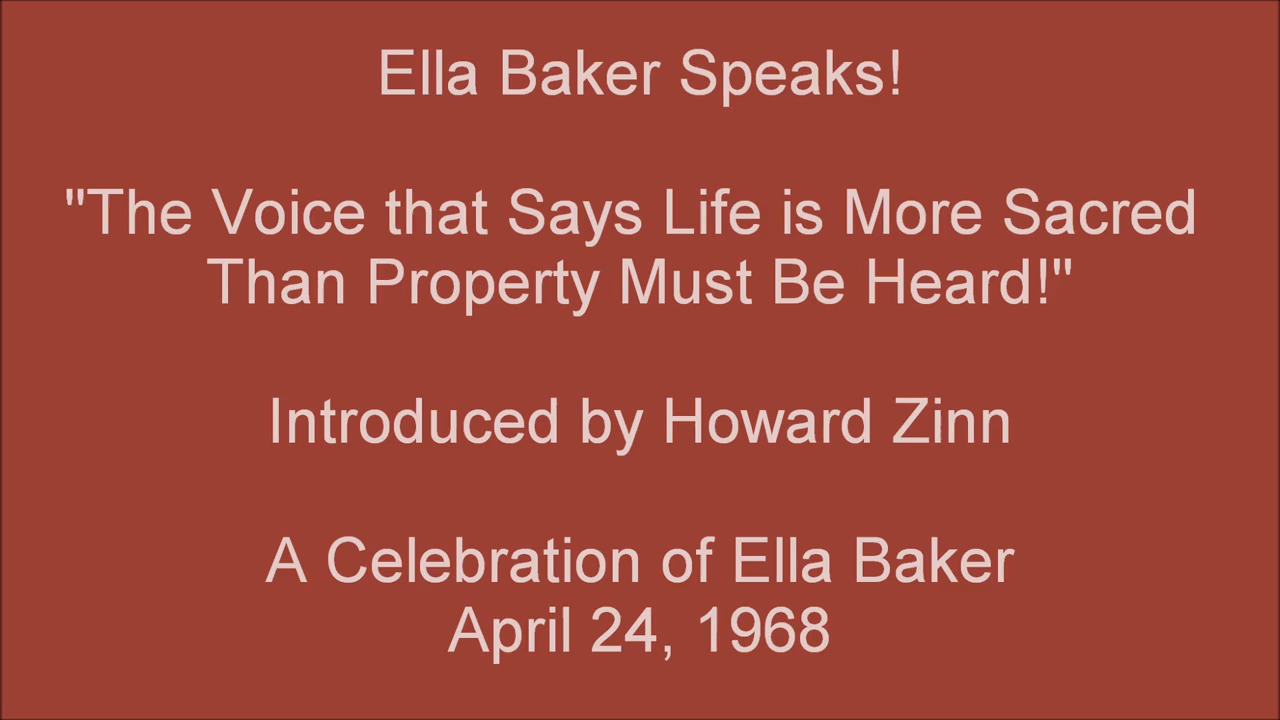 Ella Baker Speaks!
"The Voice that Says Life is More Sacred
Than Property Must Be Heard!"
Introduced by Howard Zinn
A Celebration of Ella Baker
April 24, 1968